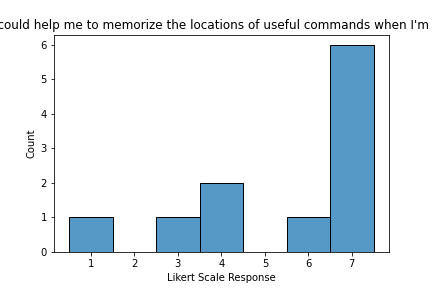 could help me to memorize the locations of useful commands when I'm
6
5
4
3
2
1
0
Count
1 2 3 4 5 6 7
Likert Scale Response